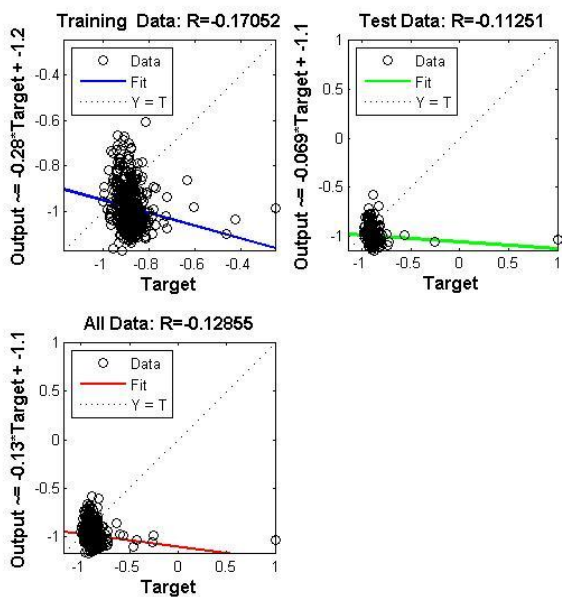 Training Data: R=-0.17052
Output ~= -0.28*Target + -1.2
Data
Fit
Y = T
-0.4
-0.6
-0.8
-1
-1
-0.8
-0.6
-0.4
Target
Test Data: R=-0.11251
Output ~= -0.069*Target + -1.1
Data
Fit
Y = T
1
0.5
0
-0.5
-1
-1
-0.5
0
0.5
1
Target
All Data: R=-0.12855
Output ~= -0.13*Target + -1.1
Data
Fit
Y = T
1
0.5
0
-0.5
-1
-1
-0.5
0
0.5
1
Target